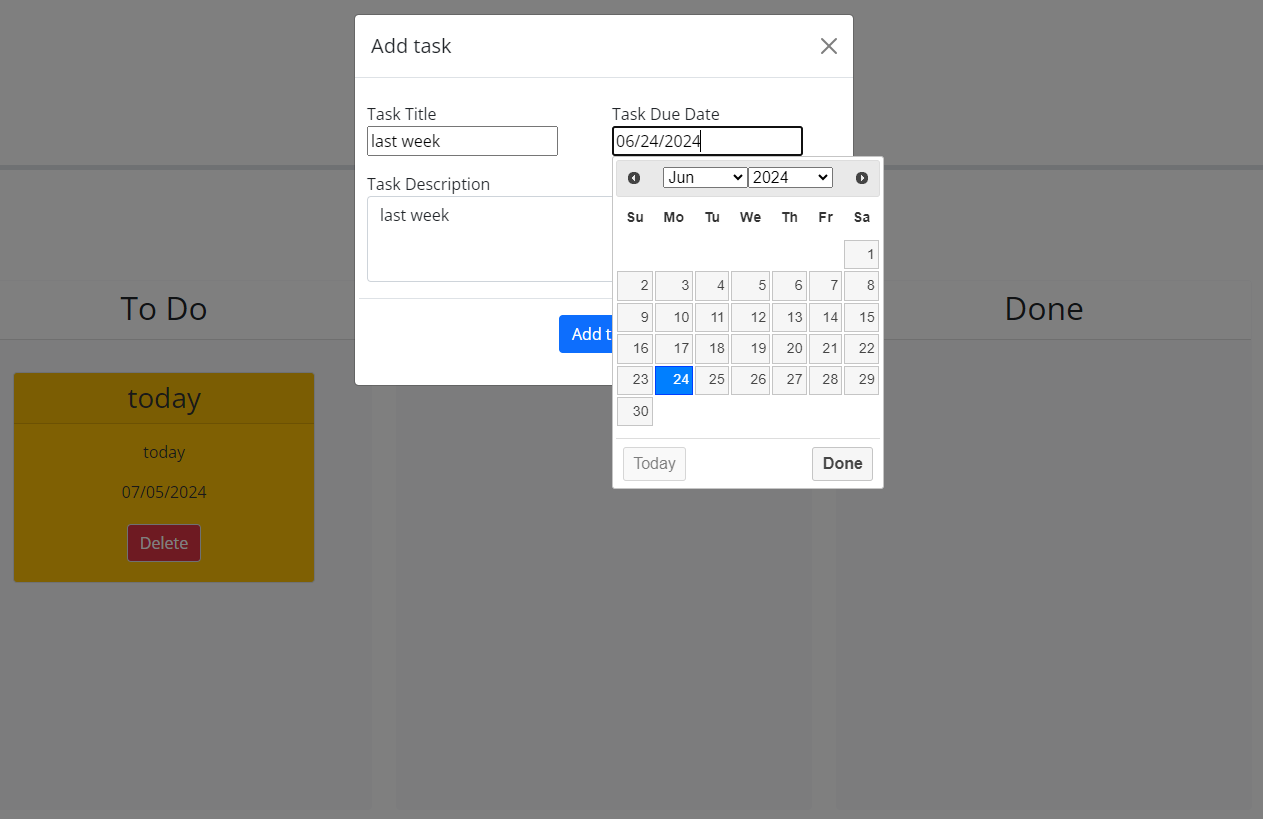 Add task
Task Title
Task Due Date
last week
06/24/2024
Jun 2024
Task Description
last week
Su Mo Tu We Th Fr Sa
1
2 3 4 5 6 7 8
9 10 11 12 13 14 15
16 17 18 19 20 21 22
23 24 25 26 27 28 29
30
Today
Done
Add t
To Do
Done
today
today
07/05/2024
Delete